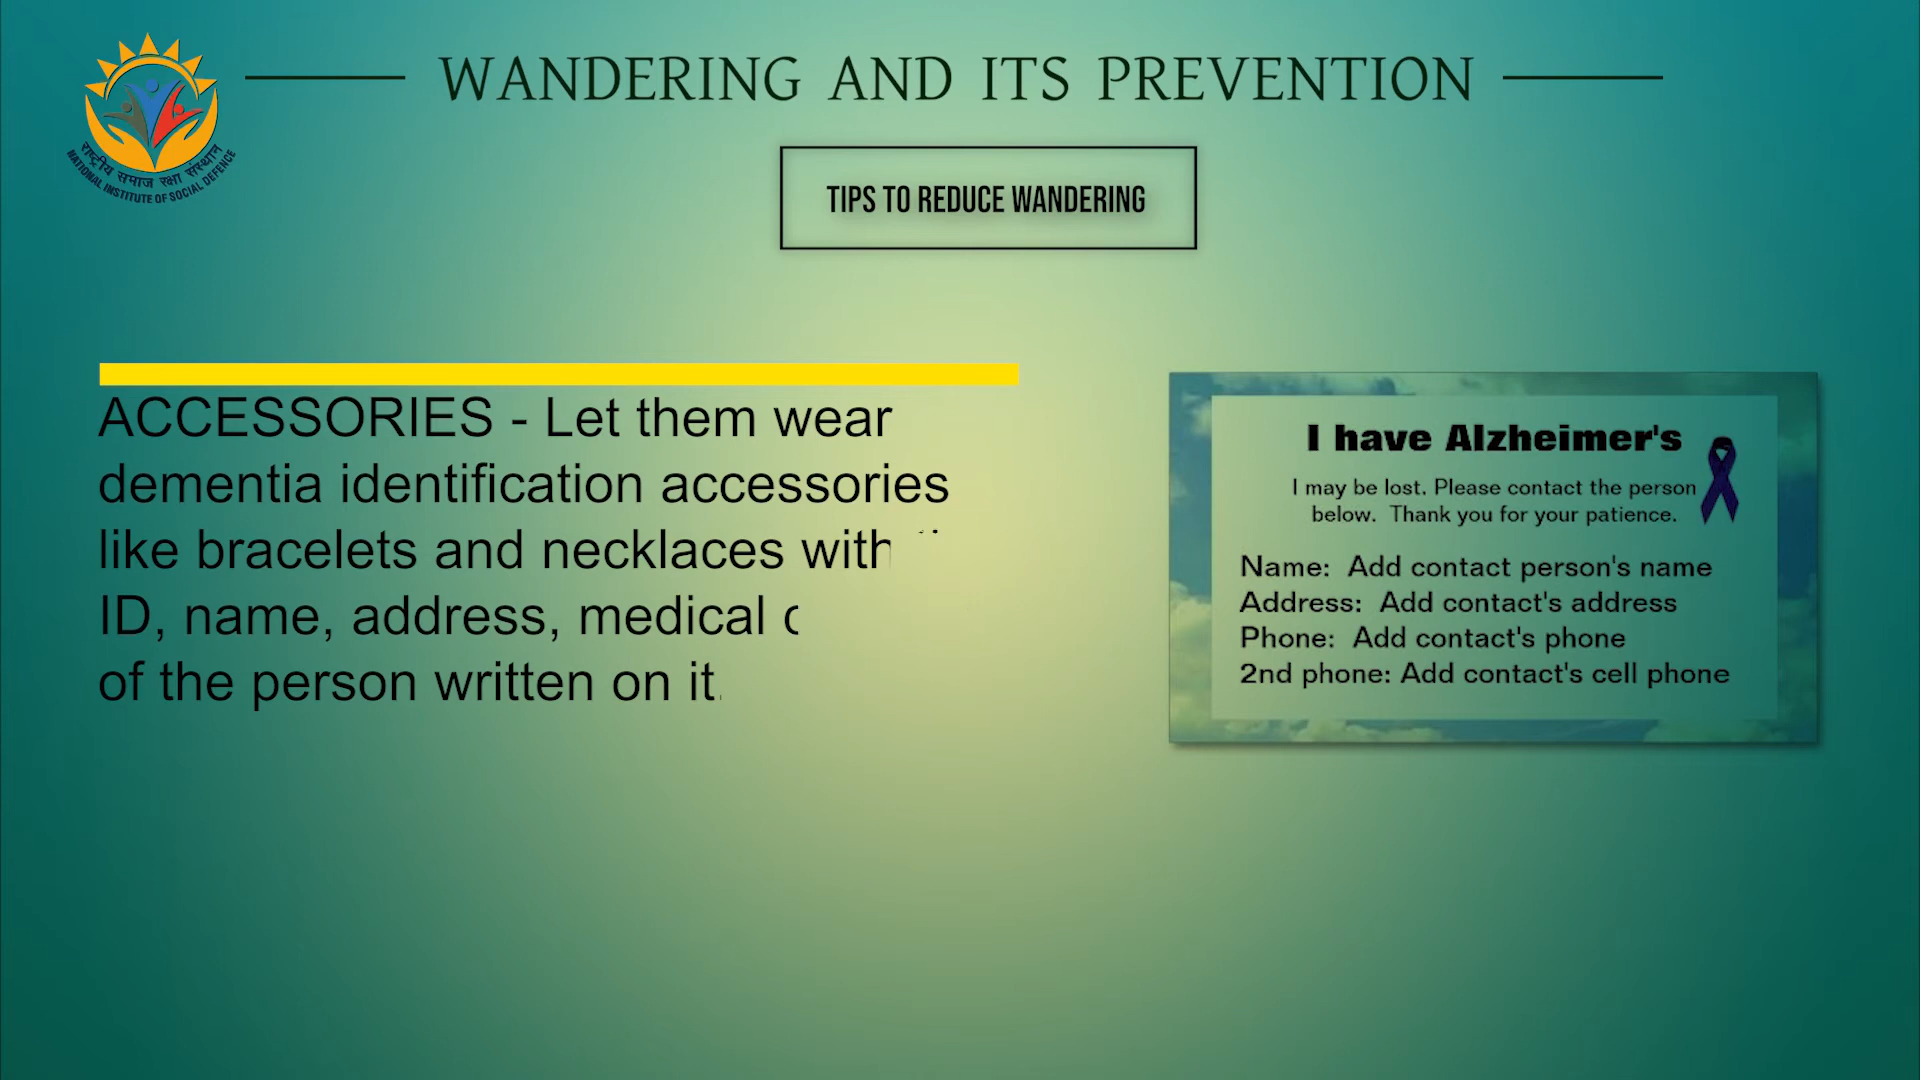 WANDERING AND ITS PREVENTION
राष्ट्रीय समाज रक्षा संस्थान
NATIONAL INSTITUTE OF SOCIAL DEFENCE
TIPS TO REDUCE WANDERING
ACCESSORIES - Let them wear
dementia identification accessories
like bracelets and necklaces with
ID, name, address, medical
of the person written on it.
I have Alzheimer's
I may be lost. Please contact the person
below. Thank you for your patience.
Name: Add contact person's name
Address: Add contact's address
Phone: Add contact's phone
2nd phone: Add contact's cell phone